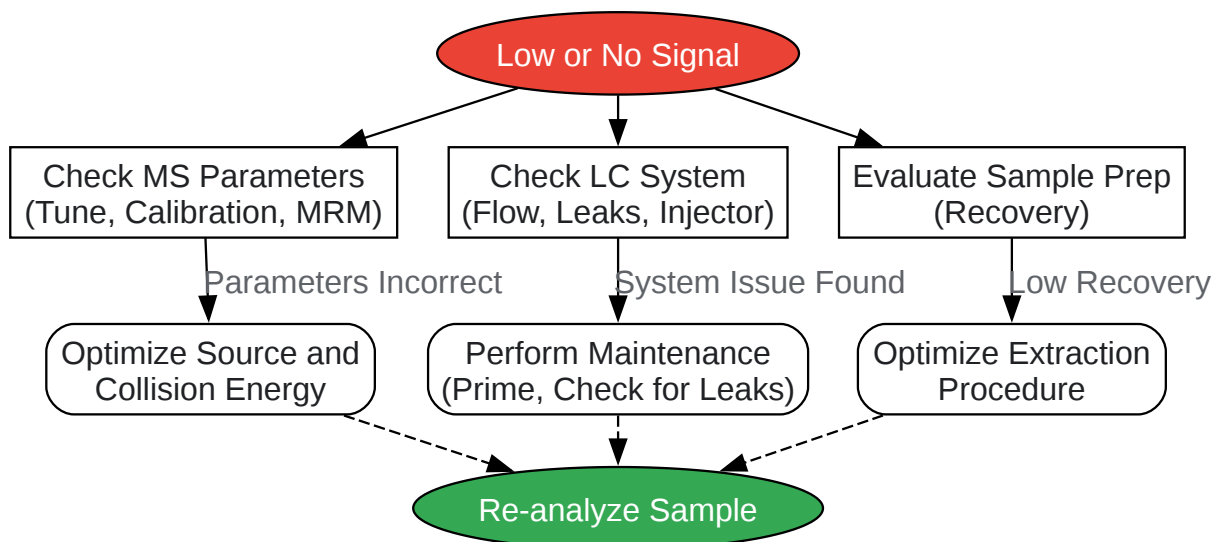 Low or No Signal
Check MS Parameters
(Tune, Calibration, MRM)
Check LC System
(Flow, Leaks, Injector)
Evaluate Sample Prep
(Recovery)
Parameters Incorrect
System Issue Found
Low Recovery
Optimize Source and
Collision Energy
Perform Maintenance
(Prime, Check for Leaks)
Optimize Extraction
Procedure
Re-analyze Sample